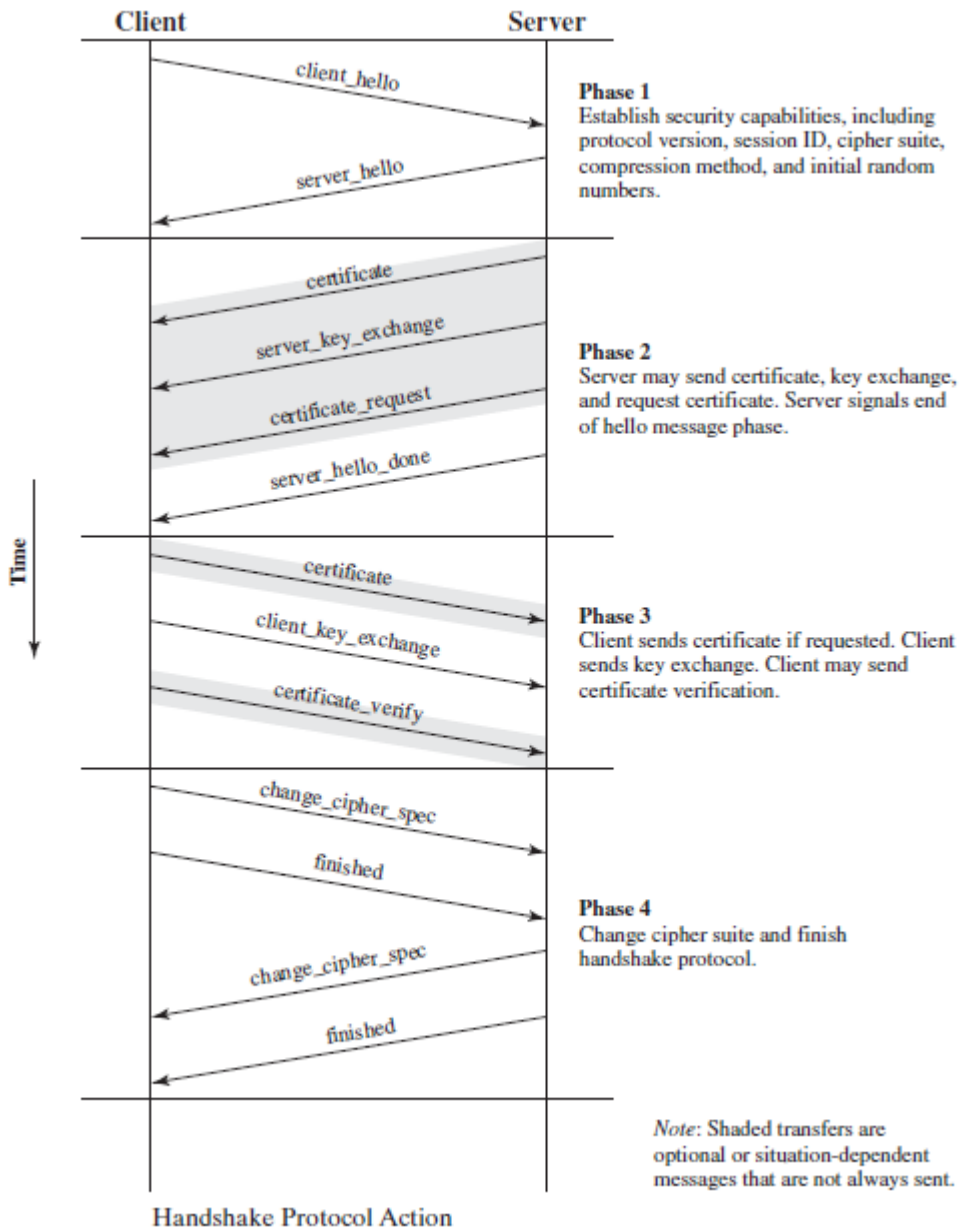 Client
Server
client_hello
Phase 1
Establish security capabilities, including
protocol version, session ID, cipher suite,
compression method, and initial random
numbers.
server_hello
certificate
server_key_exchange
Phase 2
Server may send certificate, key exchange,
and request certificate. Server signals end
of hello message phase.
certificate_request
server_hello_done
Time
certificate
client_key_exchange
Phase 3
Client sends certificate if requested. Client
sends key exchange. Client may send
certificate verification.
certificate_verify
change_cipher_spec
finished
Phase 4
Change cipher suite and finish
handshake protocol.
change_cipher_spec
finished
Note: Shaded transfers are
optional or situation-dependent
messages that are not always sent.
Handshake Protocol Action